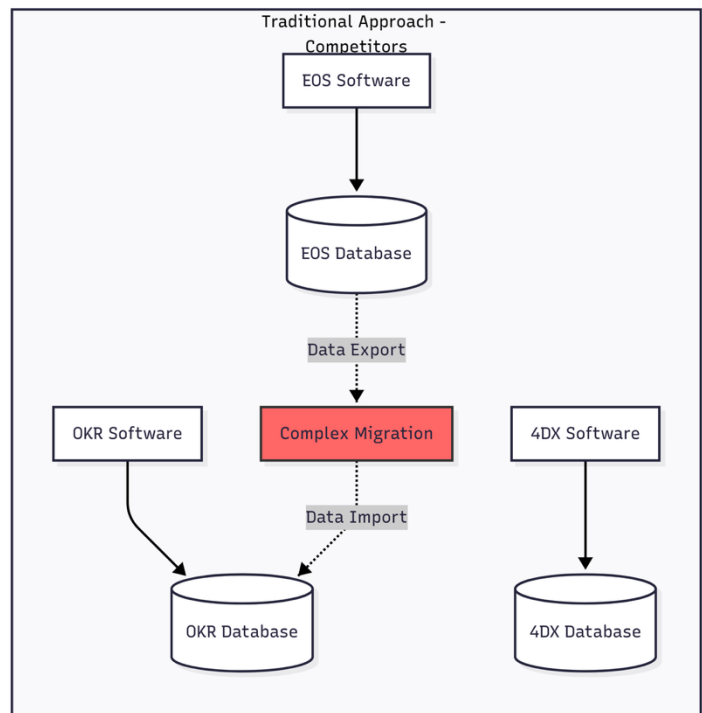 Traditional Approach -
Competitors
EOS Software
EOS Database
Data Export
OKR Software
Complex Migration
4DX Software
Data Import
OKR Database
4DX Database